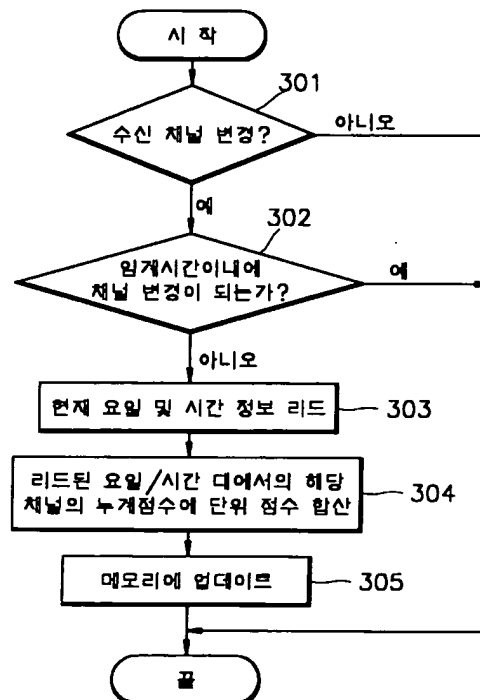 시 작
301
수신 채널 변경?
아니오
예
302
임계시간이내에
채널 변경이 되는가?
예
아니오
현재 요일 및 시간 정보 리드
303
리드된 요일/시간 대에서의 해당
채널의 누계점수에 단위 점수 합산
304
메모리에 업데이트
305
끝